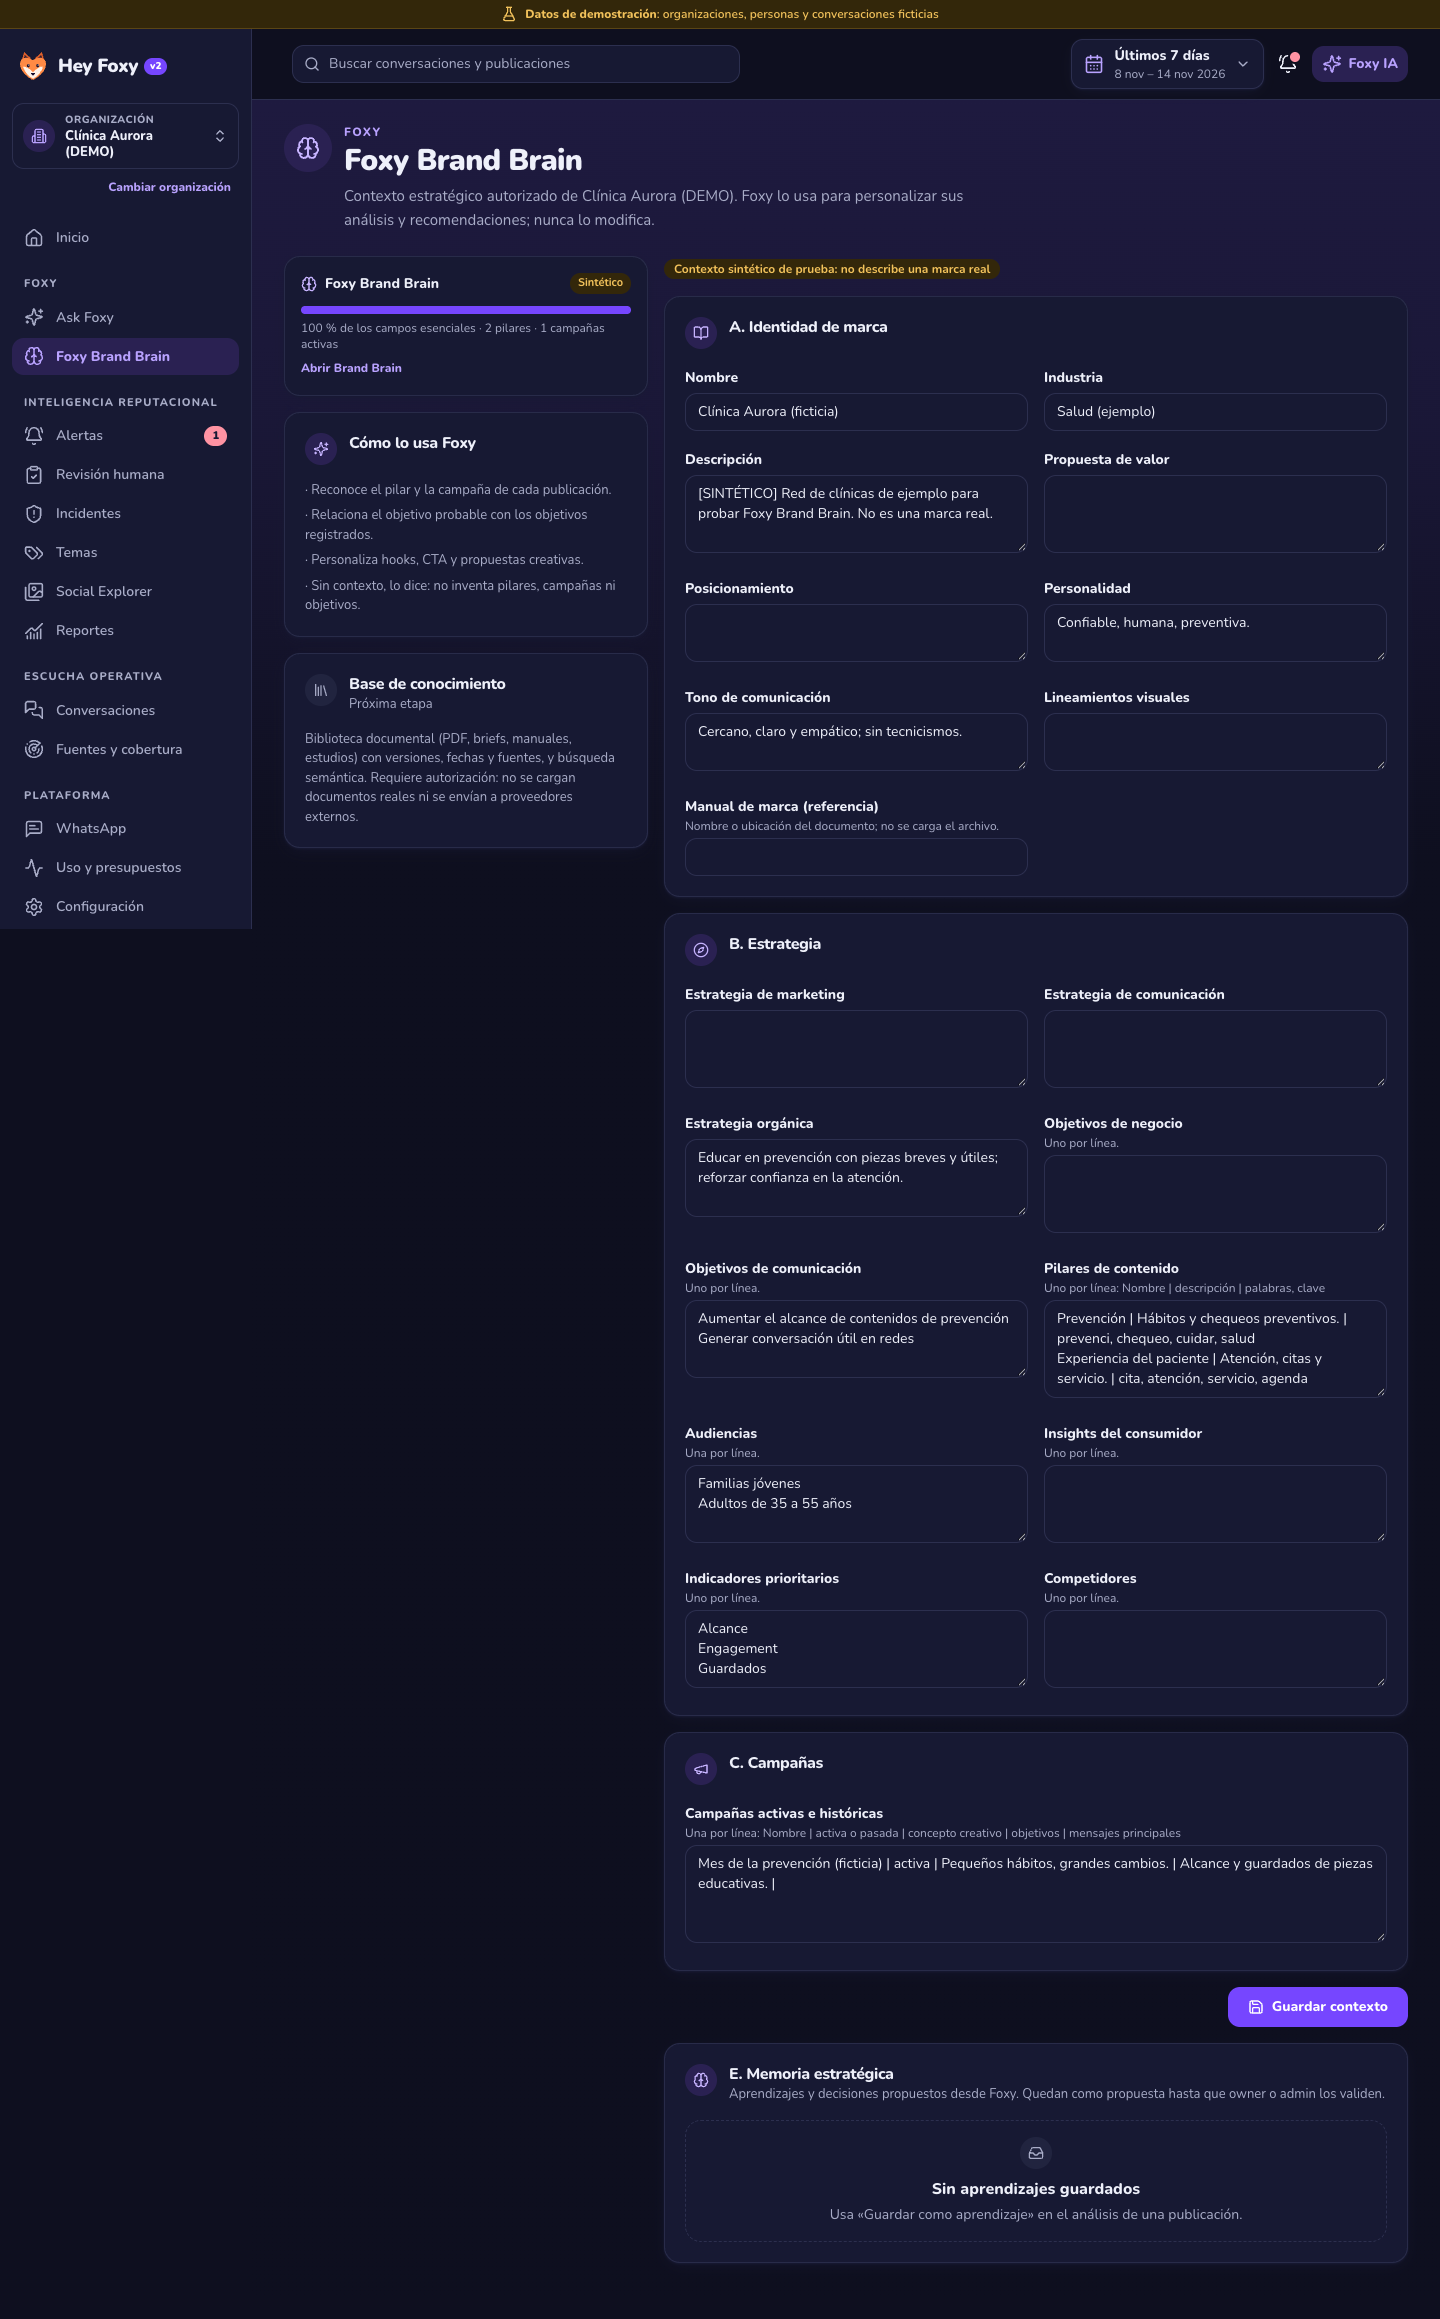 Datos de demostración: organizaciones, personas y conversaciones ficticias
Hey Foxy v2
ORGANIZACIÓN
Clínica Aurora
(DEMO)
Cambiar organización
Inicio
FOXY
Ask Foxy
Foxy Brand Brain
INTELIGENCIA REPUTACIONAL
Alertas 1
Revisión humana
Incidentes
Temas
Social Explorer
Reportes
ESCUCHA OPERATIVA
Conversaciones
Fuentes y cobertura
PLATAFORMA
WhatsApp
Uso y presupuestos
Configuración
Buscar conversaciones y publicaciones
Últimos 7 días
8 nov – 14 nov 2026
Foxy IA
FOXY
Foxy Brand Brain
Contexto estratégico autorizado de Clínica Aurora (DEMO). Foxy lo usa para personalizar sus
análisis y recomendaciones; nunca lo modifica.
Foxy Brand Brain Sintético
100 % de los campos esenciales · 2 pilares · 1 campañas
activas
Abrir Brand Brain
Cómo lo usa Foxy
· Reconoce el pilar y la campaña de cada publicación.
· Relaciona el objetivo probable con los objetivos
registrados.
· Personaliza hooks, CTA y propuestas creativas.
· Sin contexto, lo dice: no inventa pilares, campañas ni
objetivos.
Base de conocimiento
Próxima etapa
Biblioteca documental (PDF, briefs, manuales,
estudios) con versiones, fechas y fuentes, y búsqueda
semántica. Requiere autorización: no se cargan
documentos reales ni se envían a proveedores
externos.
Contexto sintético de prueba: no describe una marca real
A. Identidad de marca
Nombre
Clínica Aurora (ficticia)
Industria
Salud (ejemplo)
Descripción
[SINTÉTICO] Red de clínicas de ejemplo para
probar Foxy Brand Brain. No es una marca real.
Propuesta de valor
Posicionamiento
Personalidad
Confiable, humana, preventiva.
Tono de comunicación
Cercano, claro y empático; sin tecnicismos.
Lineamientos visuales
Manual de marca (referencia)
Nombre o ubicación del documento; no se carga el archivo.
B. Estrategia
Estrategia de marketing
Estrategia de comunicación
Estrategia orgánica
Educar en prevención con piezas breves y útiles;
reforzar confianza en la atención.
Objetivos de negocio
Uno por línea.
Objetivos de comunicación
Uno por línea.
Aumentar el alcance de contenidos de prevención
Generar conversación útil en redes
Pilares de contenido
Uno por línea: Nombre | descripción | palabras, clave
Prevención | Hábitos y chequeos preventivos. |
prevenci, chequeo, cuidar, salud
Experiencia del paciente | Atención, citas y
servicio. | cita, atención, servicio, agenda
Audiencias
Una por línea.
Familias jóvenes
Adultos de 35 a 55 años
Insights del consumidor
Uno por línea.
Indicadores prioritarios
Uno por línea.
Alcance
Engagement
Guardados
Competidores
Uno por línea.
C. Campañas
Campañas activas e históricas
Una por línea: Nombre | activa o pasada | concepto creativo | objetivos | mensajes principales
Mes de la prevención (ficticia) | activa | Pequeños hábitos, grandes cambios. | Alcance y guardados de piezas
educativas. |
Guardar contexto
E. Memoria estratégica
Aprendizajes y decisiones propuestos desde Foxy. Quedan como propuesta hasta que owner o admin los validen.
Sin aprendizajes guardados
Usa «Guardar como aprendizaje» en el análisis de una publicación.